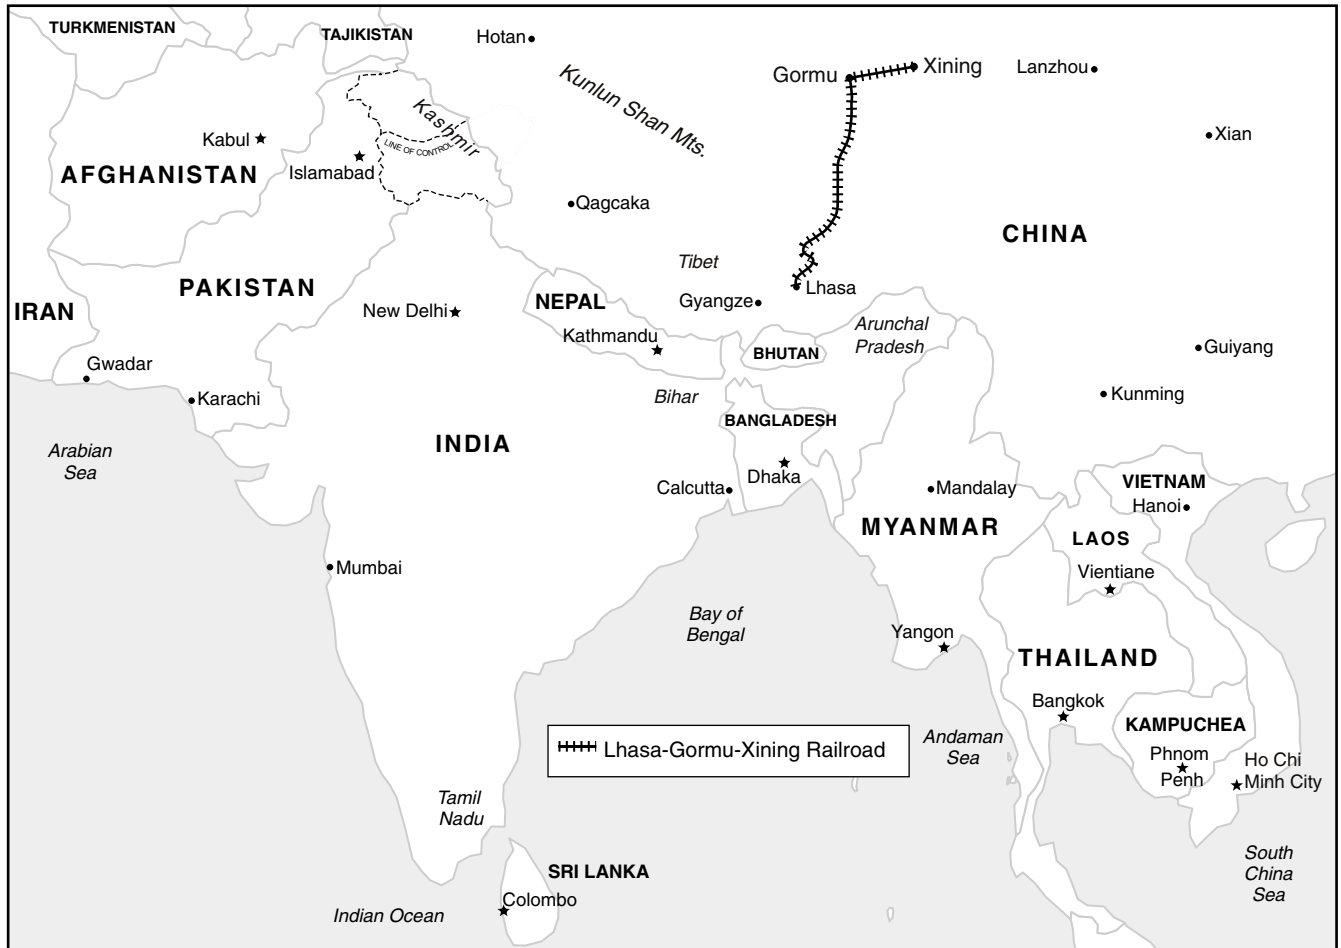 TURKMENISTAN
TAJIKISTAN
Hotan
Kunlun Shan Mts.
Gormu
Xining
Lanzhou
Kashmir
LINE OF CONTROL
Kabul
Islamabad
AFGHANISTAN
Xian
Qagcaka
CHINA
Tibet
PAKISTAN
IRAN
New Delhi
NEPAL
Kathmandu
Gyangze
Lhasa
BHUTAN
Arunchal
Pradesh
Guiyang
Gwadar
Karachi
Bihar
Kunming
BANGLADESH
INDIA
Arabian
Sea
Calcutta
Dhaka
Mandalay
VIETNAM
Hanoi
MYANMAR
LAOS
Mumbai
Vientiane
Bay of
Bengal
Yangon
THAILAND
Bangkok
KAMPUCHEA
Lhasa-Gormu-Xining Railroad
Andaman
Sea
Phnom
Penh
Ho Chi
Minh City
Tamil
Nadu
SRI LANKA
Colombo
Indian Ocean
South
China
Sea